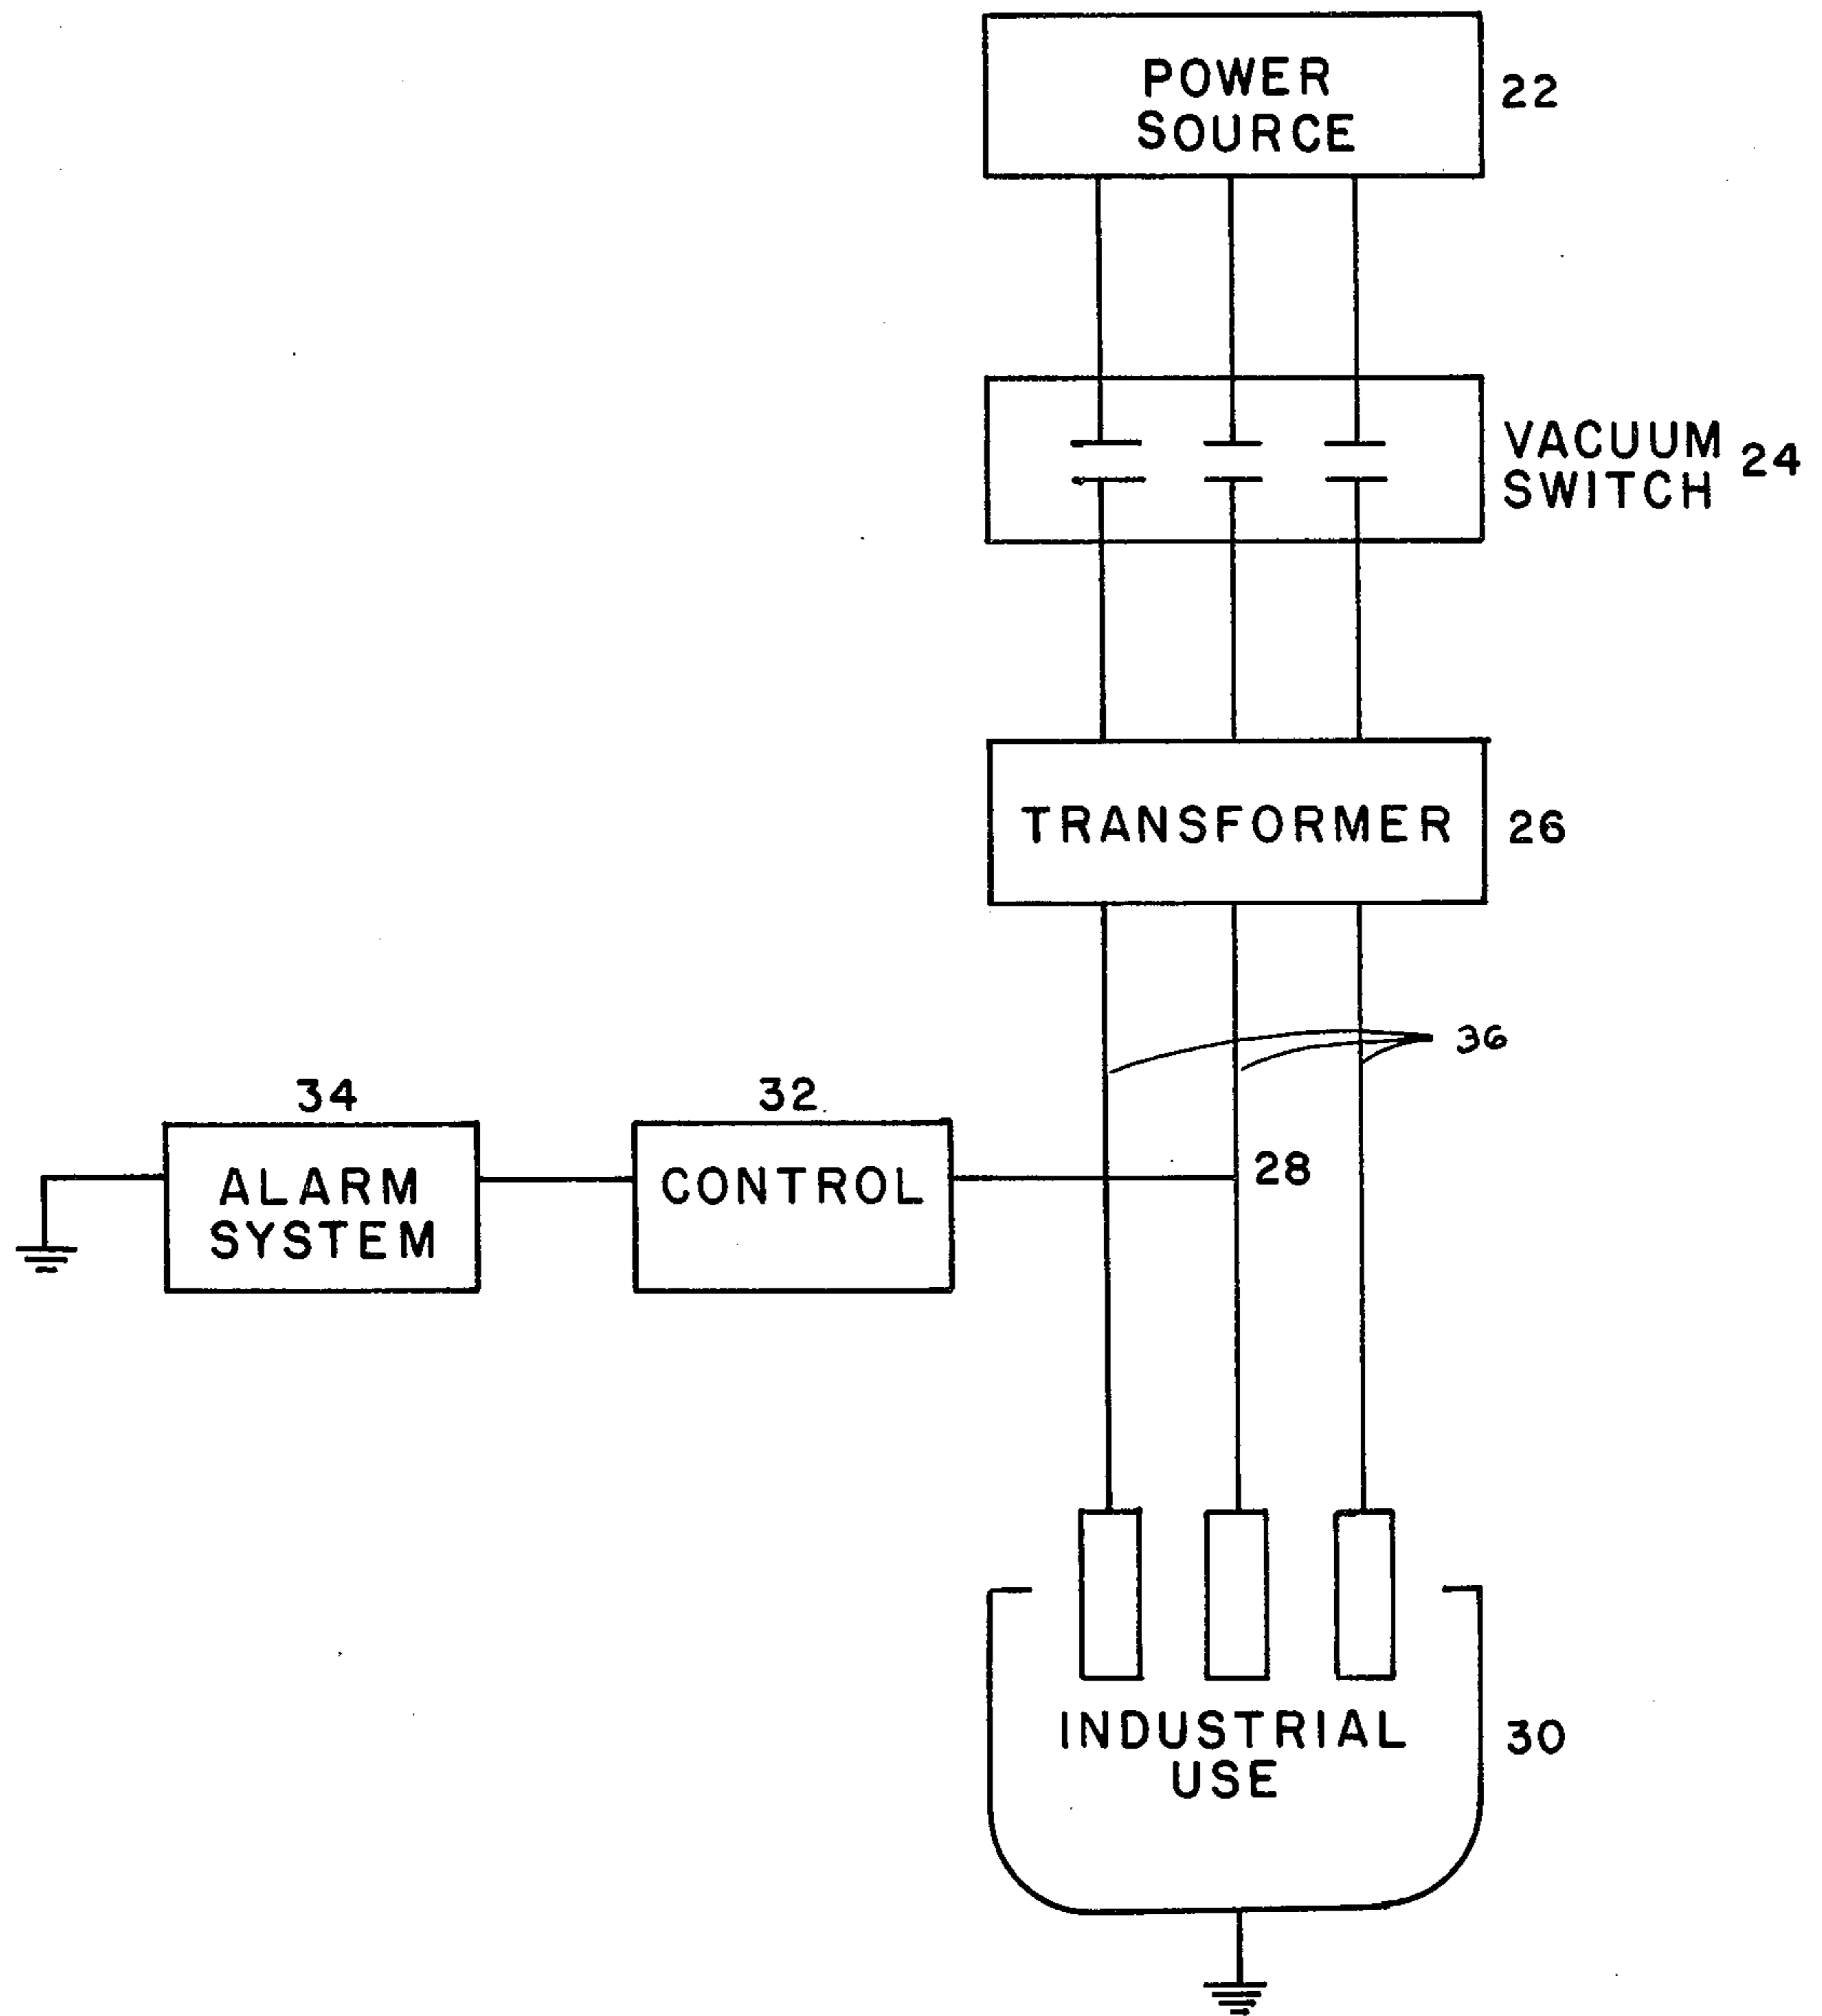 POWER
SOURCE
22
VACUUM
SWITCH
24
TRANSFORMER
26
36
34
32
ALARM
SYSTEM
CONTROL
28
INDUSTRIAL
USE
30